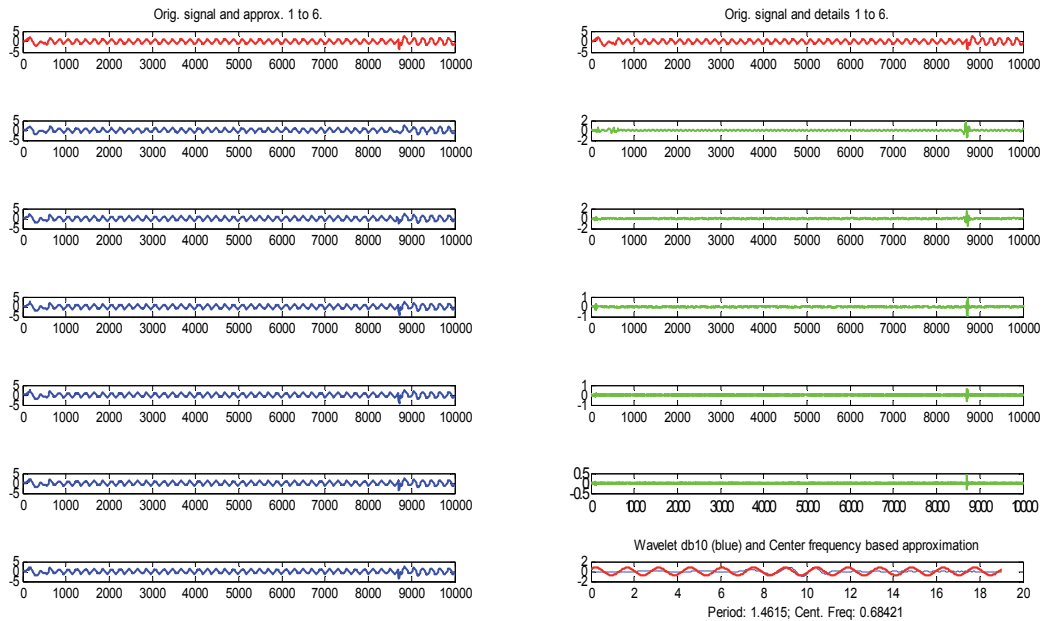 Orig. signal and approx. 1 to 6.
5
0
-5
0 1000 2000 3000 4000 5000 6000 7000 8000 9000 10000
5
0
-5
0 1000 2000 3000 4000 5000 6000 7000 8000 9000 10000
5
0
-5
0 1000 2000 3000 4000 5000 6000 7000 8000 9000 10000
5
0
-5
0 1000 2000 3000 4000 5000 6000 7000 8000 9000 10000
5
0
-5
0 1000 2000 3000 4000 5000 6000 7000 8000 9000 10000
5
0
-5
0 1000 2000 3000 4000 5000 6000 7000 8000 9000 10000
5
0
-5
0 1000 2000 3000 4000 5000 6000 7000 8000 9000 10000
Orig. signal and details 1 to 6.
5
0
-5
0 1000 2000 3000 4000 5000 6000 7000 8000 9000 10000
2
0
-2
0 1000 2000 3000 4000 5000 6000 7000 8000 9000 10000
2
0
-2
0 1000 2000 3000 4000 5000 6000 7000 8000 9000 10000
1
0
-1
0 1000 2000 3000 4000 5000 6000 7000 8000 9000 10000
1
0
-1
0 1000 2000 3000 4000 5000 6000 7000 8000 9000 10000
0.5
0
-0.5
0 1000 2000 3000 4000 5000 6000 7000 8000 9000 10000
Wavelet db10 (blue) and Center frequency based approximation
2
0
-2
0 2 4 6 8 10 12 14 16 18 20
Period: 1.4615; Cent. Freq: 0.68421